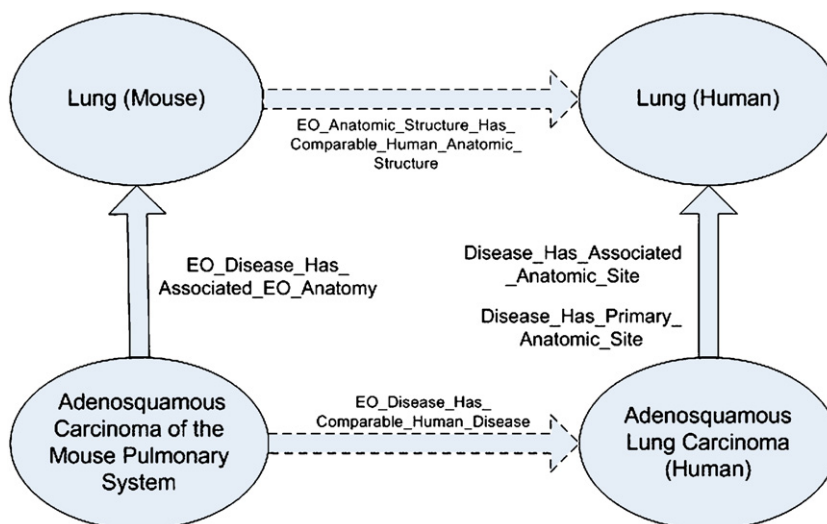 Lung (Mouse)
Lung (Human)
EO_Anatomic_Structure_Has_
Comparable_Human_Anatomic_
Structure
EO_Disease_Has_
Associated_EO_Anatomy
Disease_Has_Associated
_Anatomic_Site
Disease_Has_Primary_
Anatomic_Site
Adenosquamous
Carcinoma of the
Mouse Pulmonary
System
EO_Disease_Has_
Comparable_Human_Disease
Adenosquamous
Lung Carcinoma
(Human)